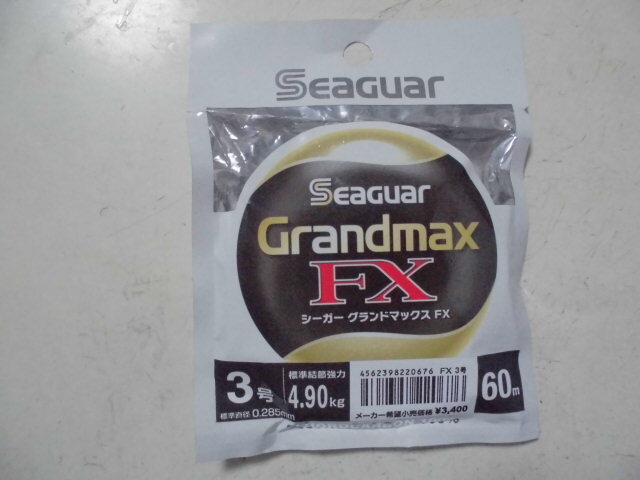 Seaguar
Seaguar
Grandmax
FX
シーガー グランドマックス FX
3号
標準直径 0.285mm
標準結節強力
4.90kg
4562398220676 FX 3号
メーカー希望小売価格 ¥3,400
60m